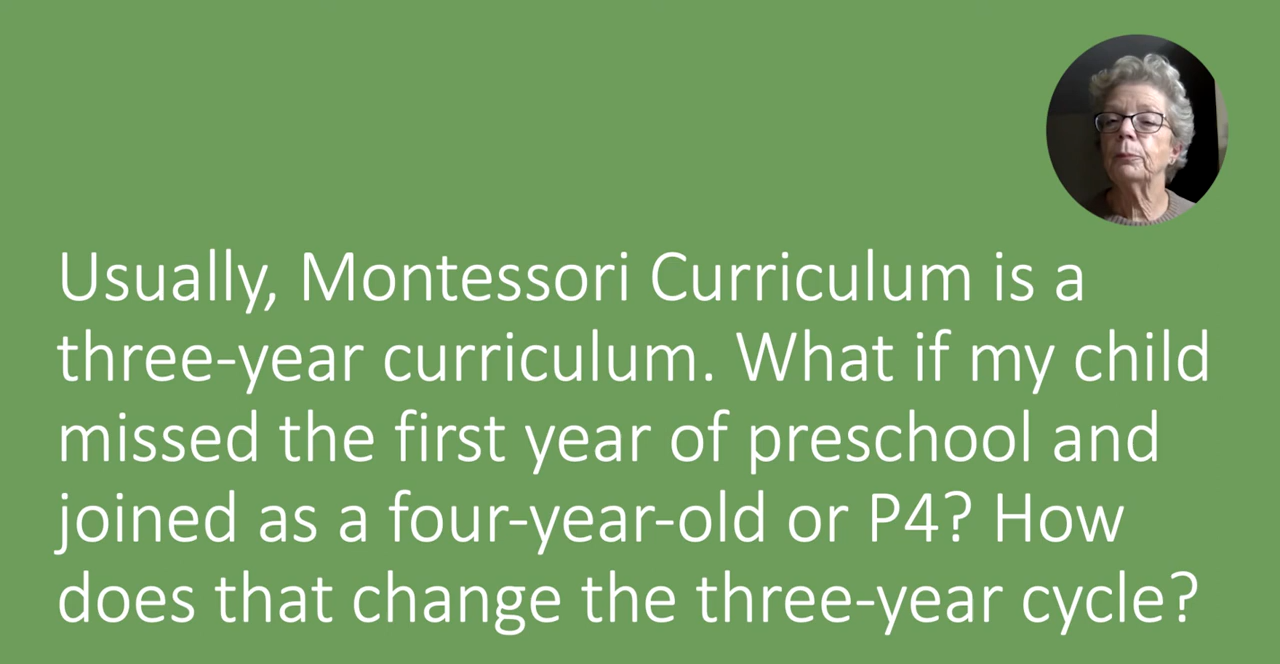 Usually, Montessori Curriculum is a
three-year curriculum. What if my child
missed the first year of preschool and
joined as a four-year-old or P4? How
does that change the three-year cycle?